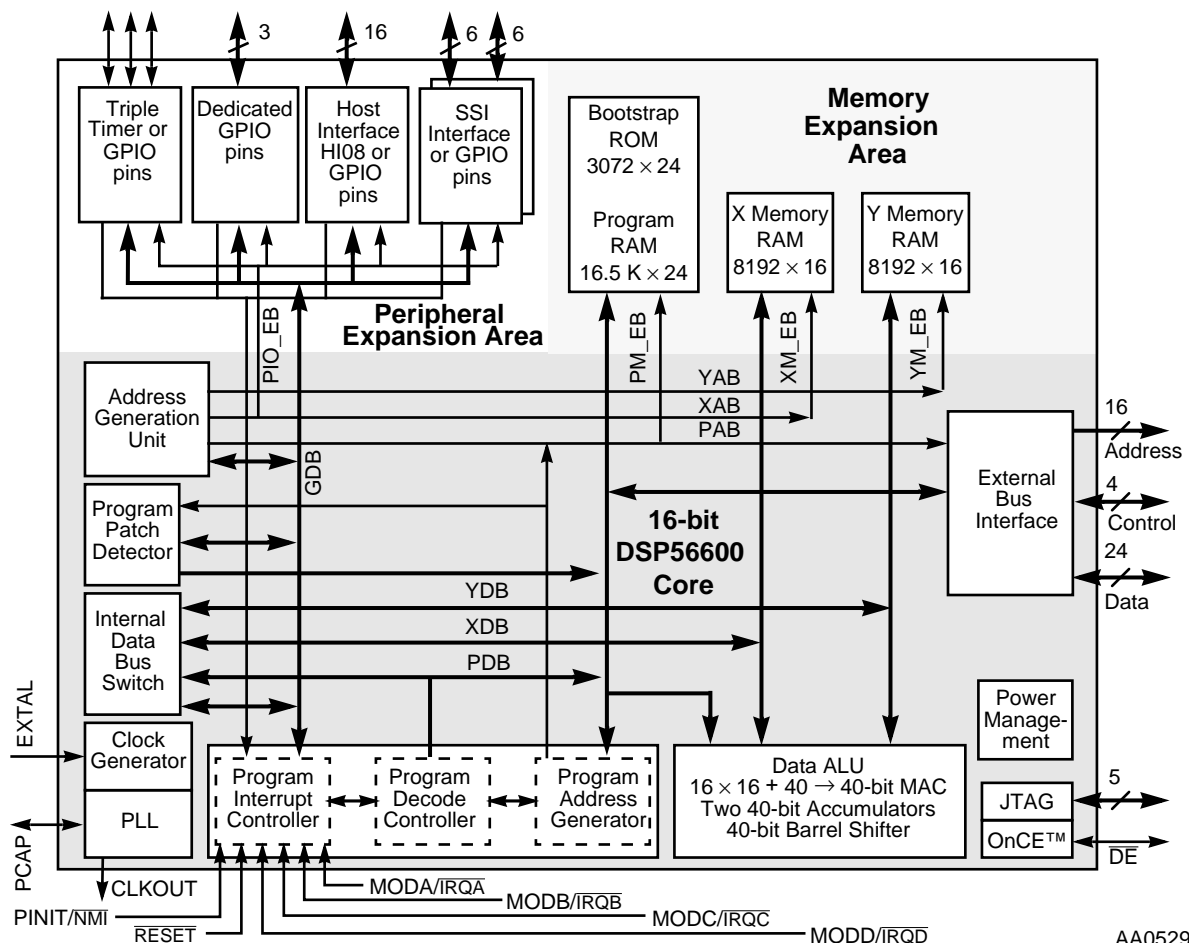 3
16
6
6
Triple
Timer or
GPIO
pins
Dedicated
GPIO
pins
Host
Interface
HI08 or
GPIO
pins
SSI
Interface
or GPIO
pins
Bootstrap
ROM
3072 × 24
Program
RAM
16.5 K × 24
Memory
Expansion
Area
X Memory
RAM
8192 × 16
Y Memory
RAM
8192 × 16
Peripheral
Expansion Area
PIO_EB
PM_EB
XM_EB
YM_EB
Address
Generation
Unit
YAB
XAB
PAB
GDB
External
Bus
Interface
16
Address
4
Control
24
Data
Program
Patch
Detector
16-bit
DSP56600
Core
Internal
Data
Bus
Switch
YDB
XDB
PDB
Power
Manage-
ment
EXTAL
Clock
Generator
PLL
PCAP
Program
Interrupt
Controller
Program
Decode
Controller
Program
Address
Generator
Data ALU
16 × 16 + 40 → 40-bit MAC
Two 40-bit Accumulators
40-bit Barrel Shifter
JTAG
OnCE™
5
DE
CLKOUT
PINIT/NMI
RESET
MODA/IRQA
MODB/IRQB
MODC/IRQC
MODD/IRQD
AA0529